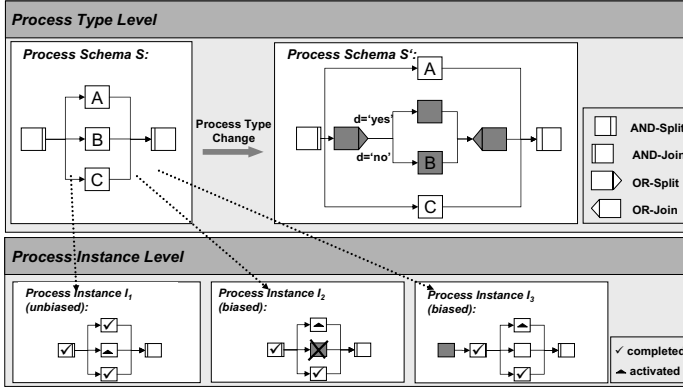 Process Type Level
Process Schema S:
Process Schema S':
A
B
C
Process Type
Change
A
d='yes'
d='no'
B
C
AND-Split
AND-Join
OR-Split
OR-Join
Process Instance Level
Process Instance I1
(unbiased):
Process Instance I2
(biased):
Process Instance I3
(biased):
completed
activated